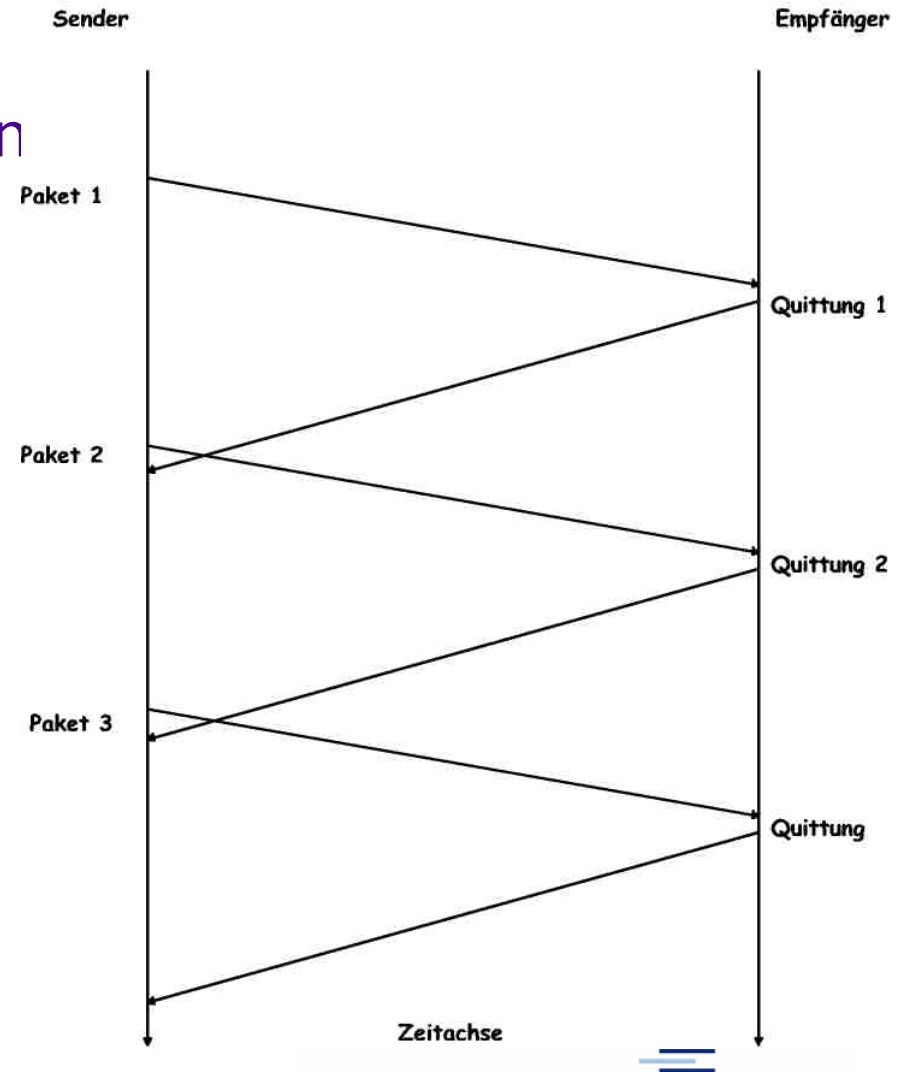 Sender
Empfänger
Paket 1
Quittung 1
Paket 2
Quittung 2
Paket 3
Quittung
Zeitachse